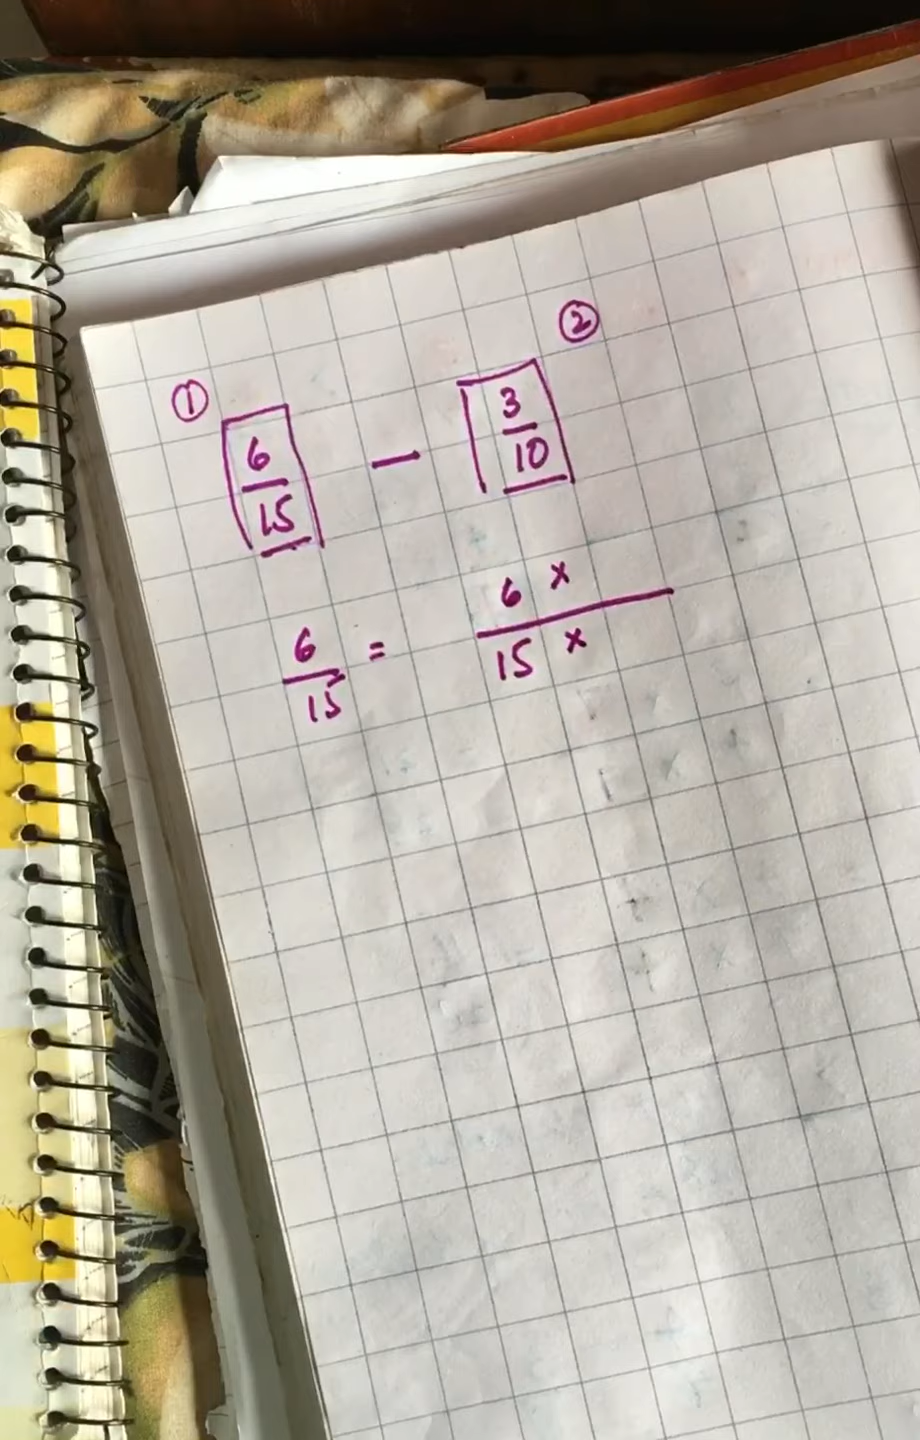 ① ②
6/15 - 3/10
6/15 = 6 ×/15 ×